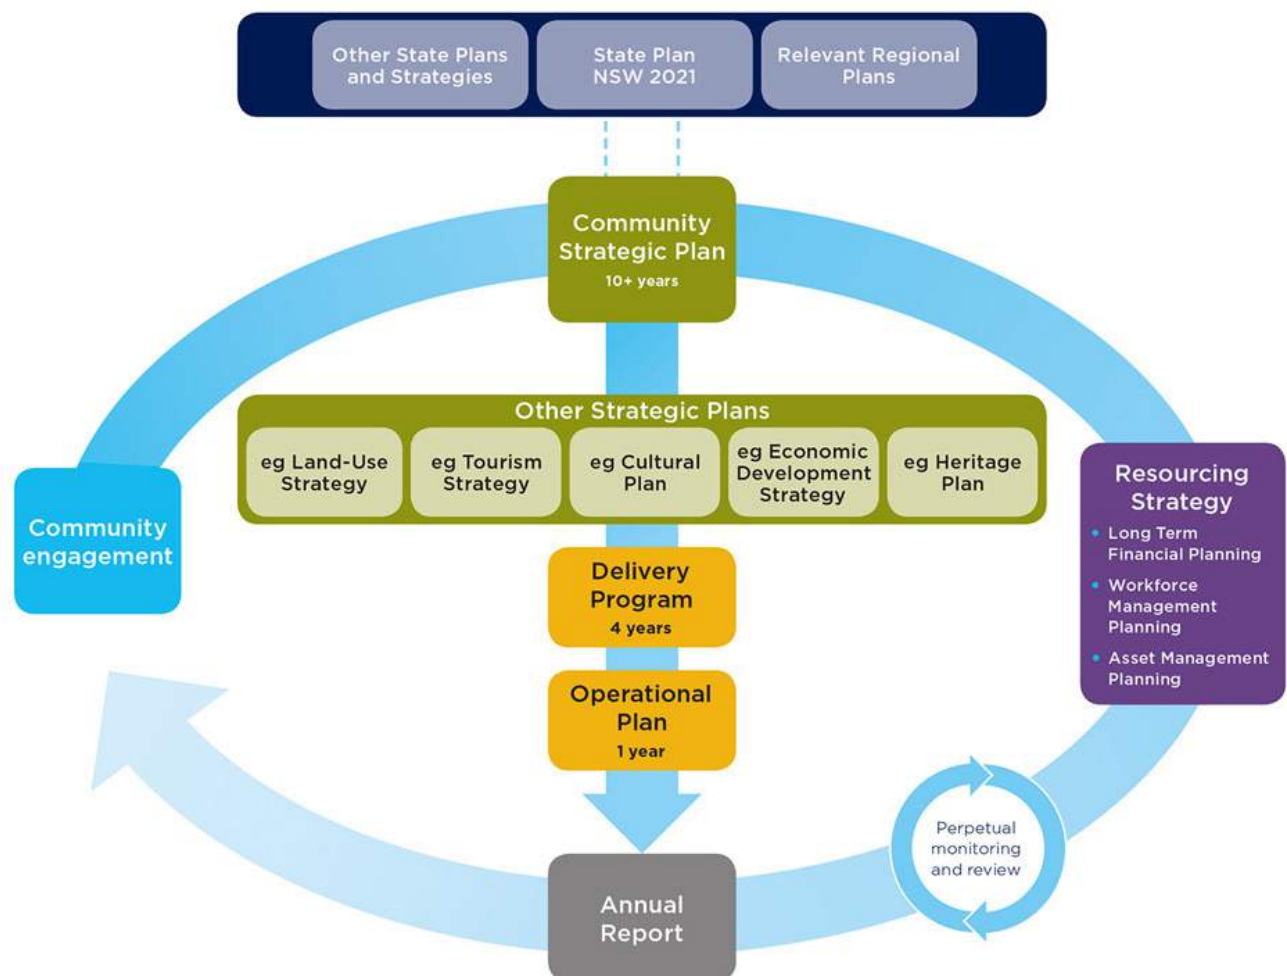 Other State Plans
and Strategies
State Plan
NSW 2021
Relevant Regional
Plans
Community
Strategic Plan
10+ years
Other Strategic Plans
eg Land-Use
Strategy
eg Tourism
Strategy
eg Cultural
Plan
eg Economic
Development
Strategy
eg Heritage
Plan
Community
engagement
Resourcing
Strategy
• Long Term
Financial Planning
• Workforce
Management
Planning
• Asset Management
Planning
Delivery
Program
4 years
Operational
Plan
1 year
Perpetual
monitoring
and review
Annual
Report